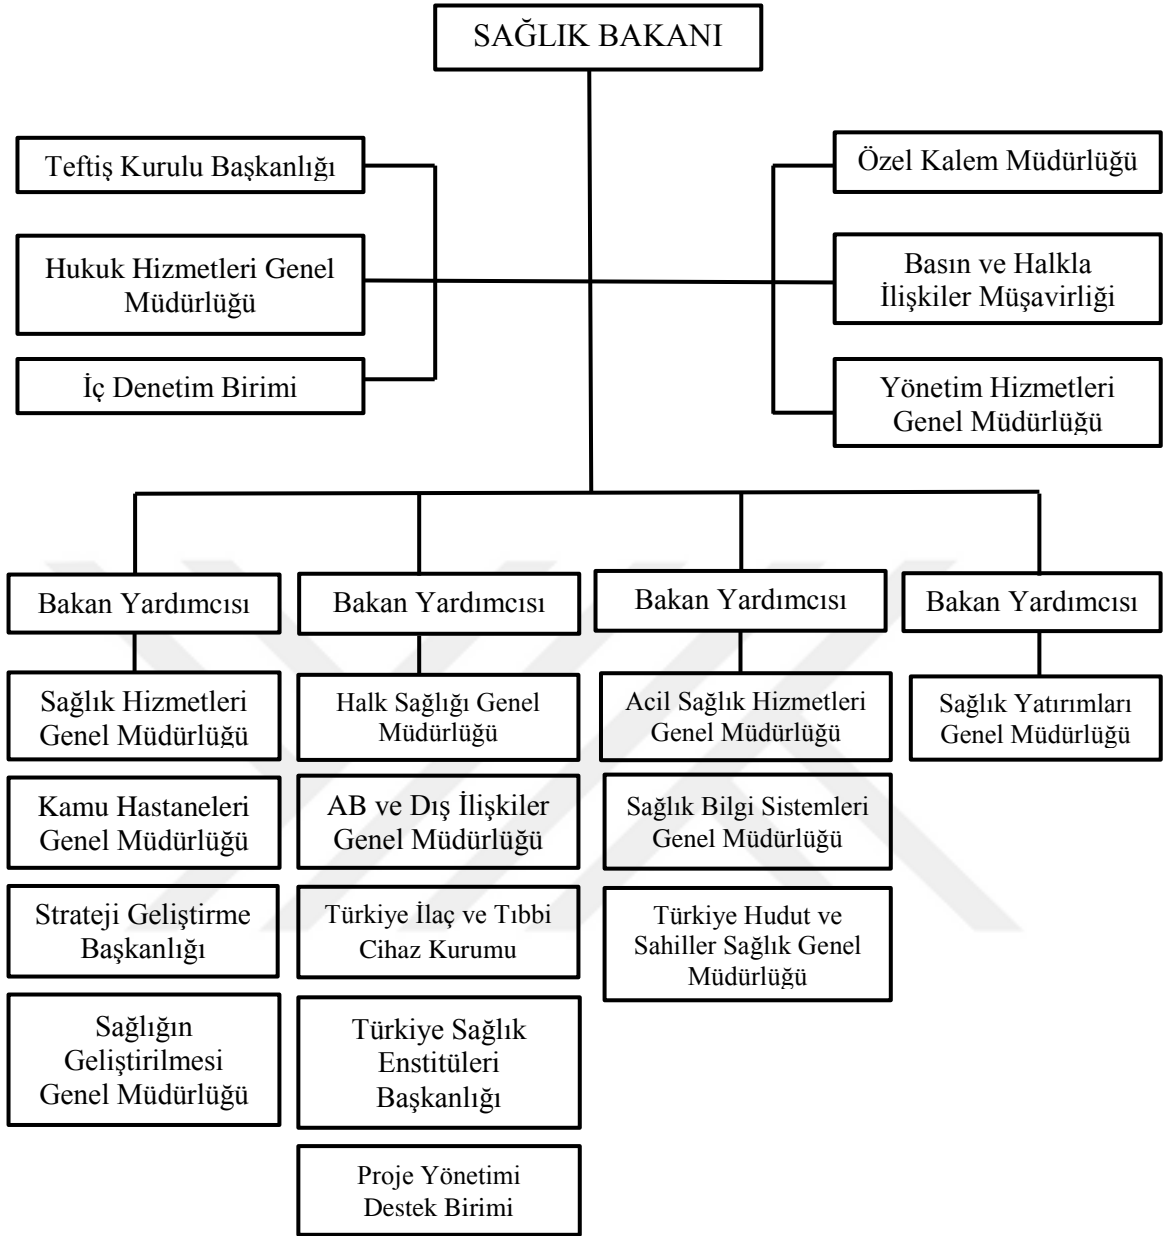 SAĞLIK BAKANI
Teftiş Kurulu Başkanlığı
Hukuk Hizmetleri Genel
Müdürlüğü
İç Denetim Birimi
Özel Kalem Müdürlüğü
Basın ve Halkla
İlişkiler Müşavirliği
Yönetim Hizmetleri
Genel Müdürlüğü
Bakan Yardımcısı
Sağlık Hizmetleri
Genel Müdürlüğü
Kamu Hastaneleri
Genel Müdürlüğü
Strateji Geliştirme
Başkanlığı
Sağlığın
Geliştirilmesi
Genel Müdürlüğü
Bakan Yardımcısı
Halk Sağlığı Genel
Müdürlüğü
AB ve Dış İlişkiler
Genel Müdürlüğü
Türkiye İlaç ve Tıbbi
Cihaz Kurumu
Türkiye Sağlık
Enstitüleri
Başkanlığı
Proje Yönetimi
Destek Birimi
Bakan Yardımcısı
Acil Sağlık Hizmetleri
Genel Müdürlüğü
Sağlık Bilgi Sistemleri
Genel Müdürlüğü
Türkiye Hudut ve
Sahiller Sağlık Genel
Müdürlüğü
Bakan Yardımcısı
Sağlık Yatırımları
Genel Müdürlüğü